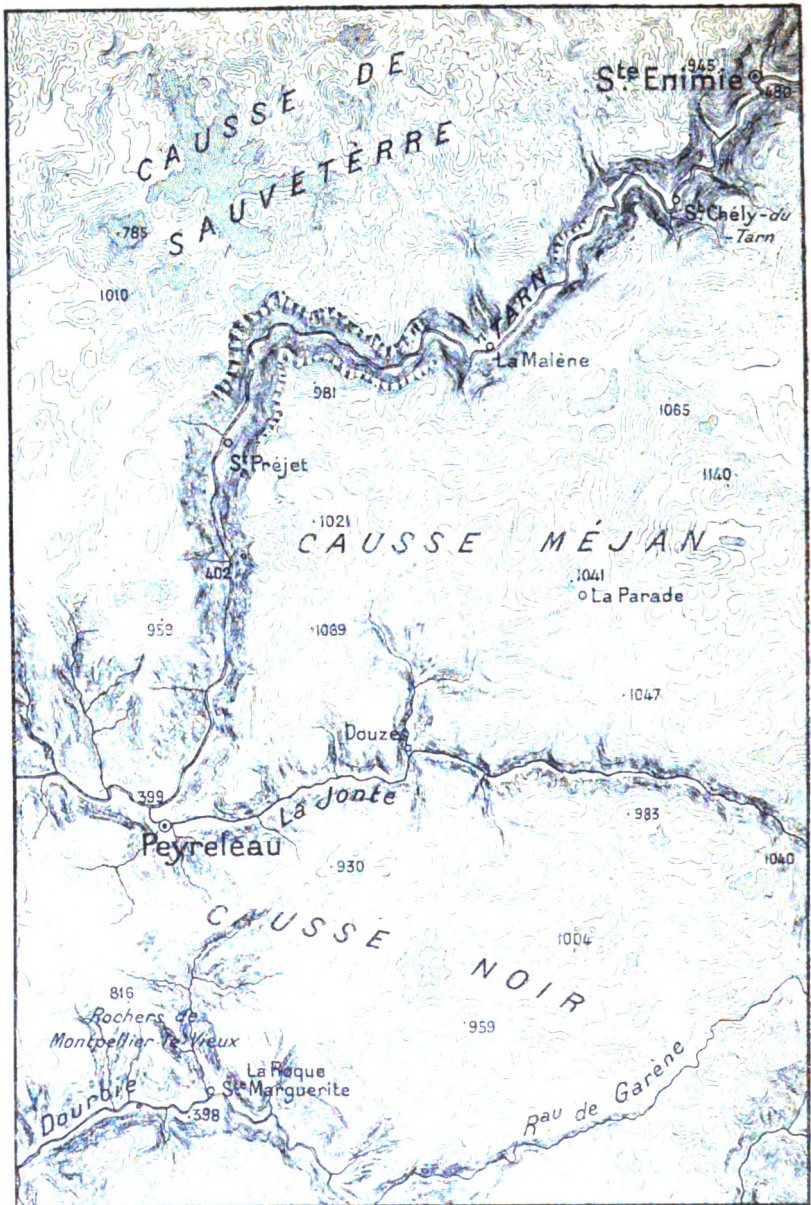 CAUSSE DE
SAUVETERRE
945
Ste Enimie
480
St Chély-du
-Tarn
785
1010
TARN
La Malène
981
1065
St Préjet
1140
1021
CAUSSE MÉJAN
402
1041
La Parade
959
1069
1047
Douzes
399
La Jonte
983
Peyreleau
1040
930
CAUSSE NOIR
1004
816
Rochers de
Montpellier-le-Vieux
959
La Roque
Ste Marguerite
Dourbie
398
Rau de Garène